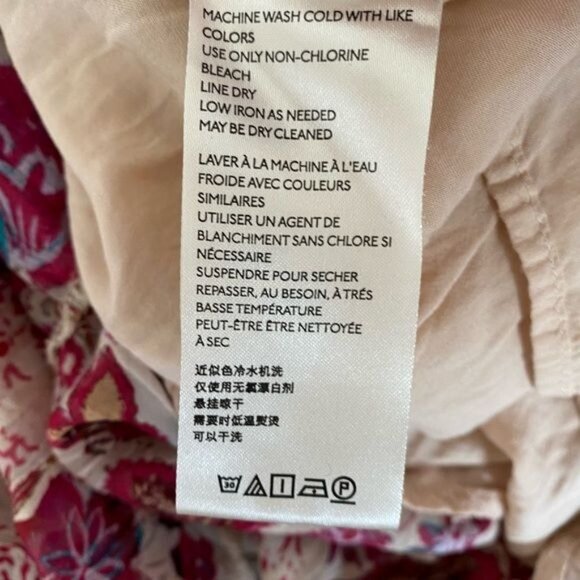 MACHINE WASH COLD WITH LIKE
COLORS
USE ONLY NON-CHLORINE
BLEACH
LINE DRY
LOW IRON AS NEEDED
MAY BE DRY CLEANED
LAVER À LA MACHINE À L'EAU
FROIDE AVEC COULEURS
SIMILAIRES
UTILISER UN AGENT DE
BLANCHIMENT SANS CHLORE SI
NÉCESSAIRE
SUSPENDRE POUR SECHER
REPASSER, AU BESOIN, À TRÉS
BASSE TEMPÉRATURE
PEUT-ÊTRE ÊTRE NETTOYÉE
À SEC
近似色冷水机洗
仅使用无氯漂白剂
悬挂晾干
需要时低温熨烫
可以干洗
30 P